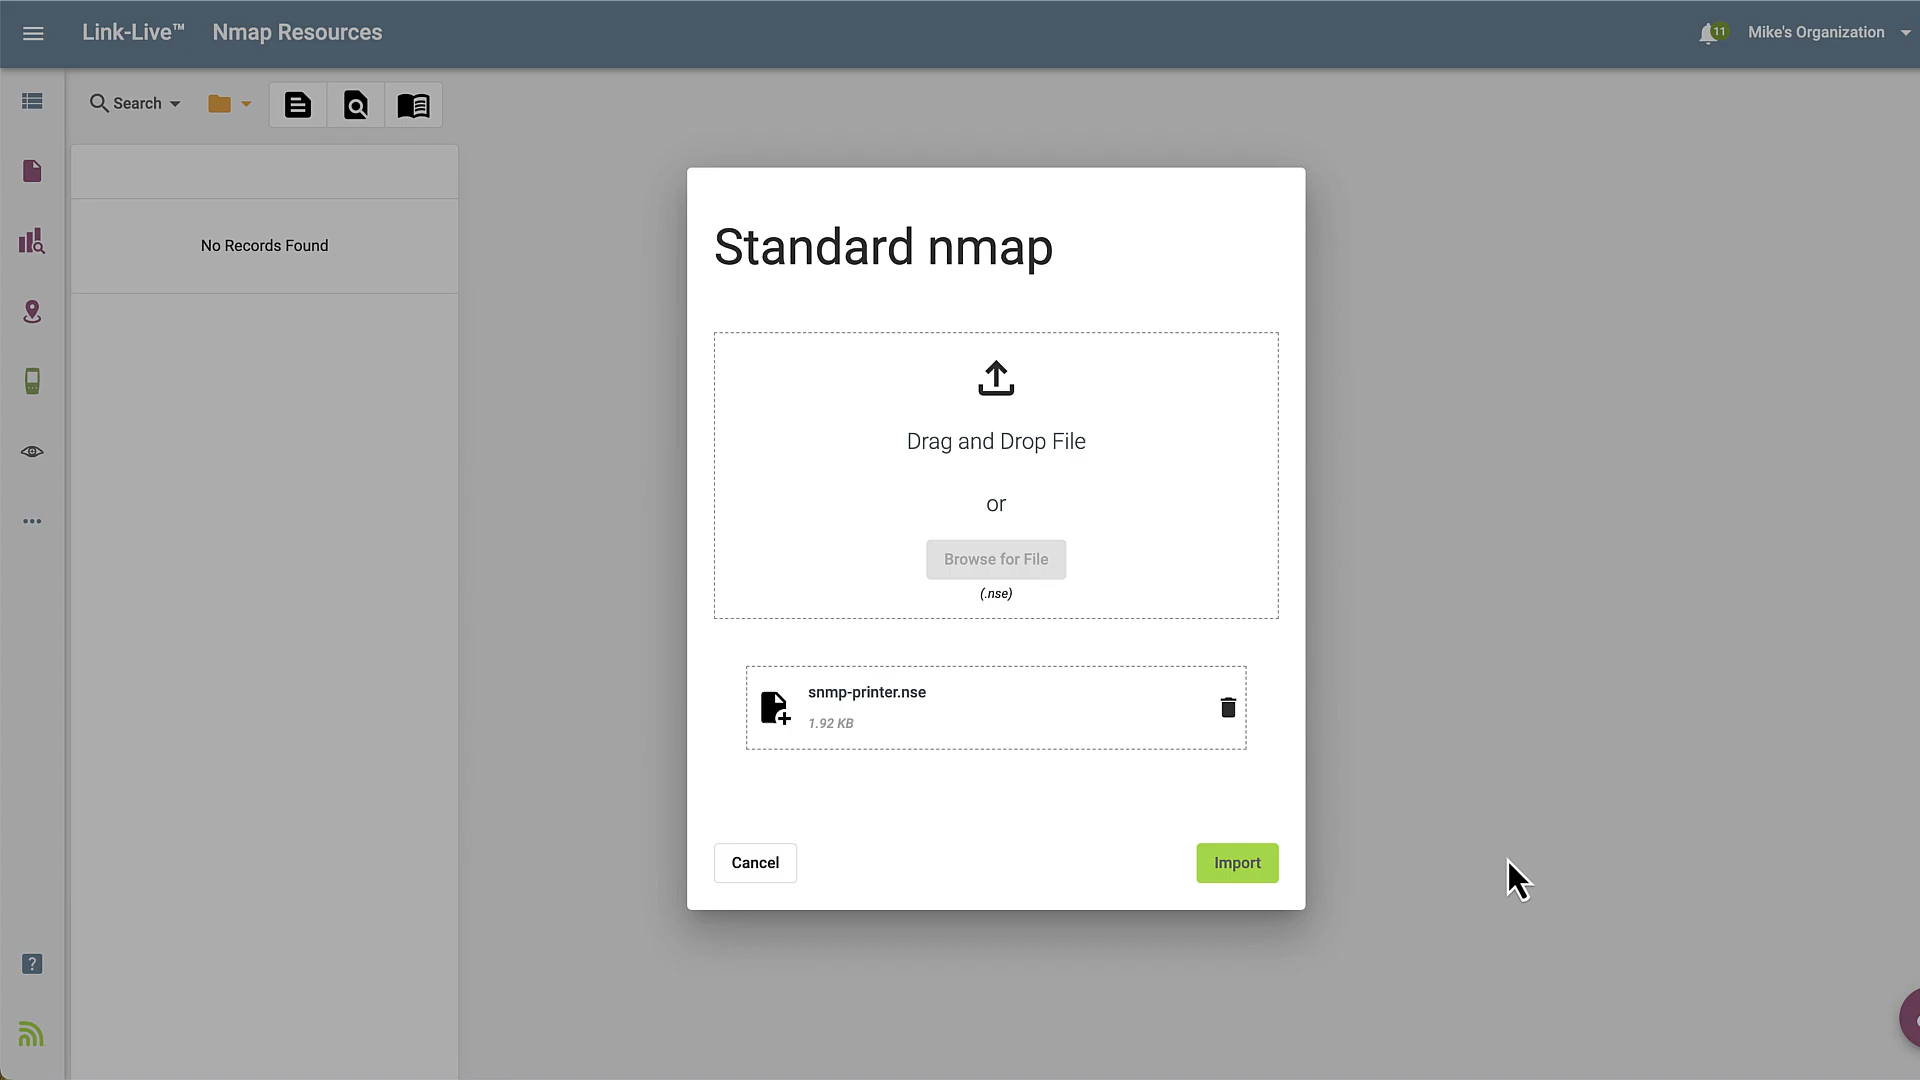 Link-Live™ Nmap Resources
11 Mike's Organization
Search
No Records Found
Standard nmap
Drag and Drop File
or
Browse for File
(.nse)
snmp-printer.nse
1.92 KB
Cancel
Import
?